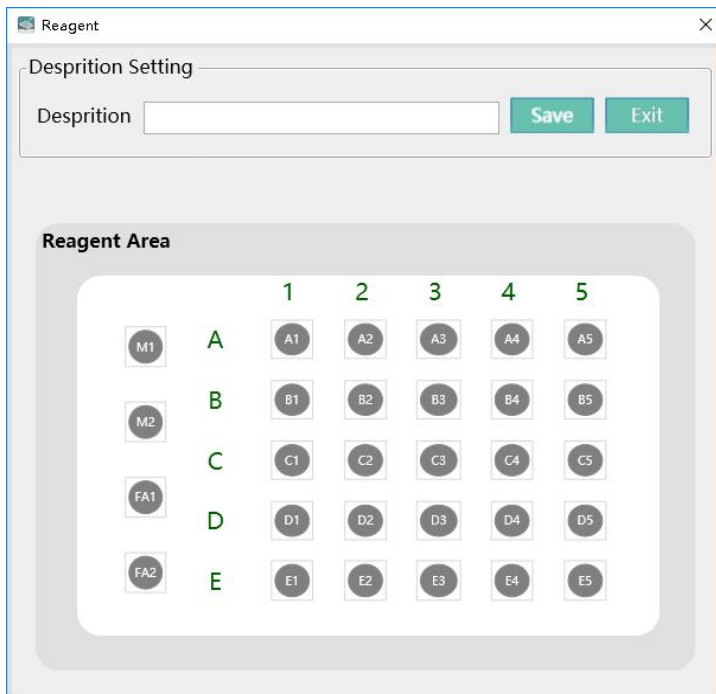 Reagent
Desprition Setting
Desprition Save Exit
Reagent Area
1 2 3 4 5
M1 A A1 A2 A3 A4 A5
B B1 B2 B3 B4 B5
M2
C C1 C2 C3 C4 C5
FA1
D D1 D2 D3 D4 D5
FA2
E E1 E2 E3 E4 E5